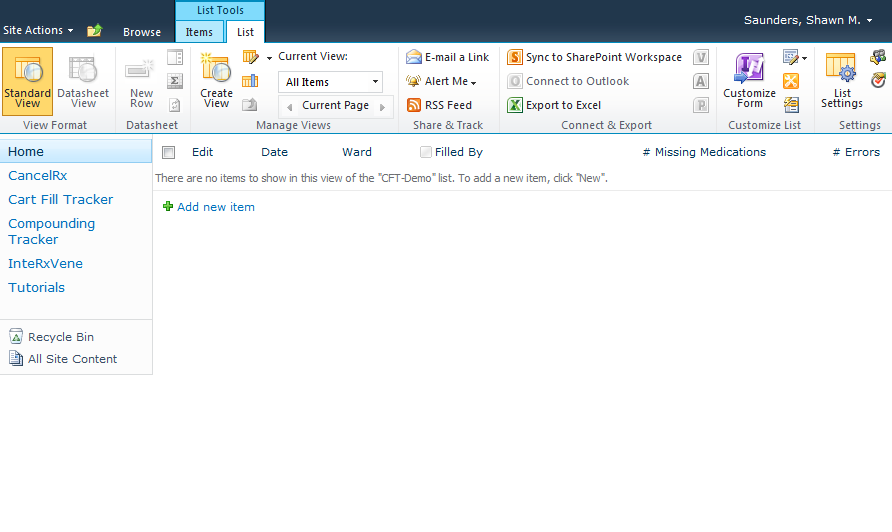 List Tools
Saunders, Shawn M.
Site Actions
Browse
Items
List
Standard View
Datasheet View
View Format
New Row
Datasheet
Create View
Current View:
All Items
Current Page
Manage Views
E-mail a Link
Alert Me
RSS Feed
Share & Track
Sync to SharePoint Workspace
Connect to Outlook
Export to Excel
Connect & Export
Customize Form
Customize List
List Settings
Settings
Home
CancelRx
Cart Fill Tracker
Compounding
Tracker
InteRxVene
Tutorials
Recycle Bin
All Site Content
Edit Date Ward Filled By # Missing Medications # Errors
There are no items to show in this view of the "CFT-Demo" list. To add a new item, click "New".
Add new item